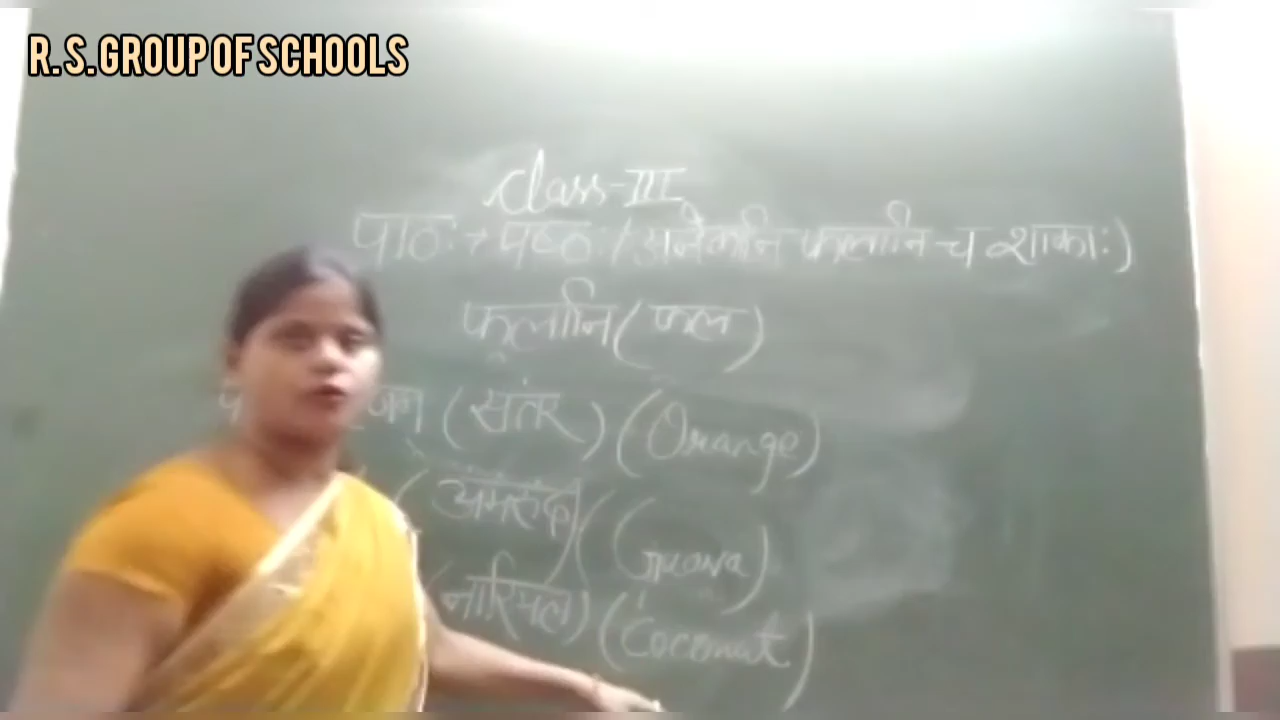 R. S. GROUP OF SCHOOLS
Class-III
पाठः → षष्ठः (अनेकानि फलानि च शाकाः)
फलानि (फल)
(संतरा) (Orange)
(अमरुद) (Guava)
(नारियल) (Coconut)